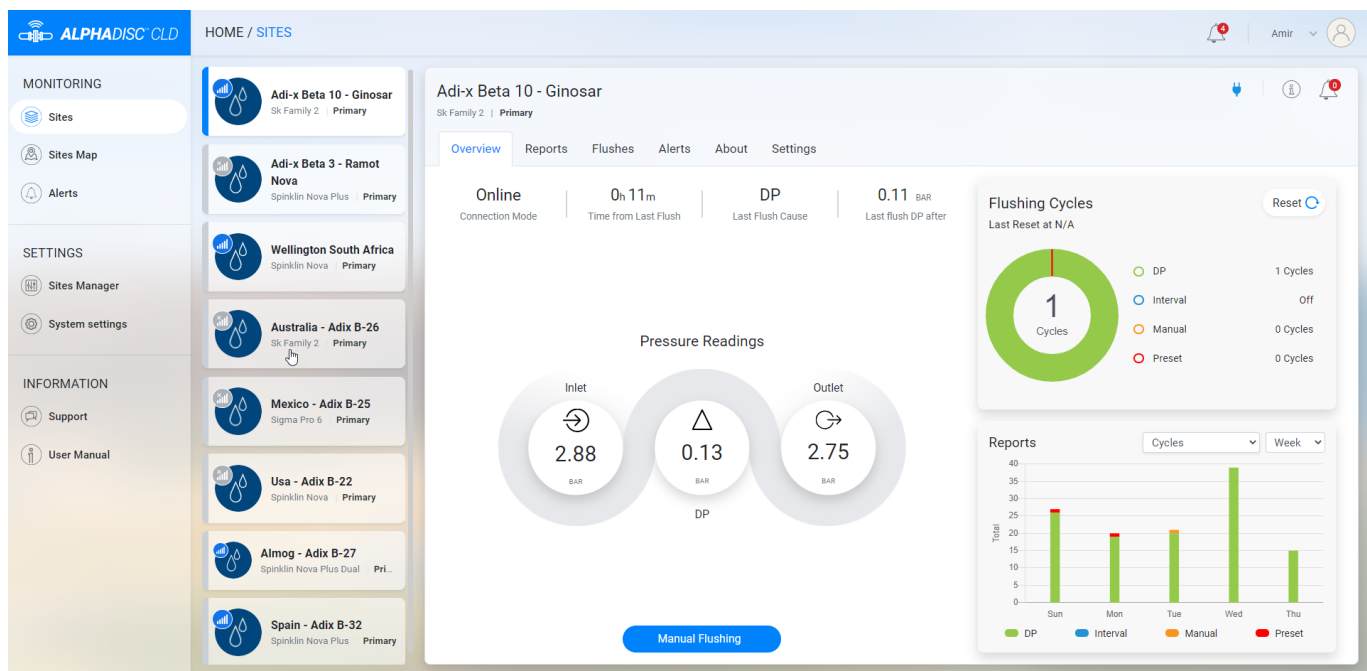 ALPHADISC™ CLD
HOME / SITES
4
Amir
MONITORING
Sites
Sites Map
Alerts
SETTINGS
Sites Manager
System settings
INFORMATION
Support
User Manual
Adi-x Beta 10 - Ginosar
Sk Family 2 | Primary
Adi-x Beta 3 - Ramot
Nova
Spinklin Nova Plus | Primary
Wellington South Africa
Spinklin Nova | Primary
Australia - Adix B-26
Sk Family 2 | Primary
Mexico - Adix B-25
Sigma Pro 6 | Primary
Usa - Adix B-22
Spinklin Nova | Primary
Almog - Adix B-27
Spinklin Nova Plus Dual | Pri...
Spain - Adix B-32
Spinklin Nova Plus | Primary
Adi-x Beta 10 - Ginosar
Sk Family 2 | Primary
0
Overview Reports Flushes Alerts About Settings
Online 0h 11m DP 0.11 BAR
Connection Mode Time from Last Flush Last Flush Cause Last flush DP after
Pressure Readings
Inlet Outlet
2.88 0.13 2.75
BAR BAR BAR
DP
Manual Flushing
Flushing Cycles Reset
Last Reset at N/A
1
Cycles
DP 1 Cycles
Interval Off
Manual 0 Cycles
Preset 0 Cycles
Reports Cycles Week
Total
40
35
30
25
20
15
10
5
0
Sun Mon Tue Wed Thu
DP Interval Manual Preset